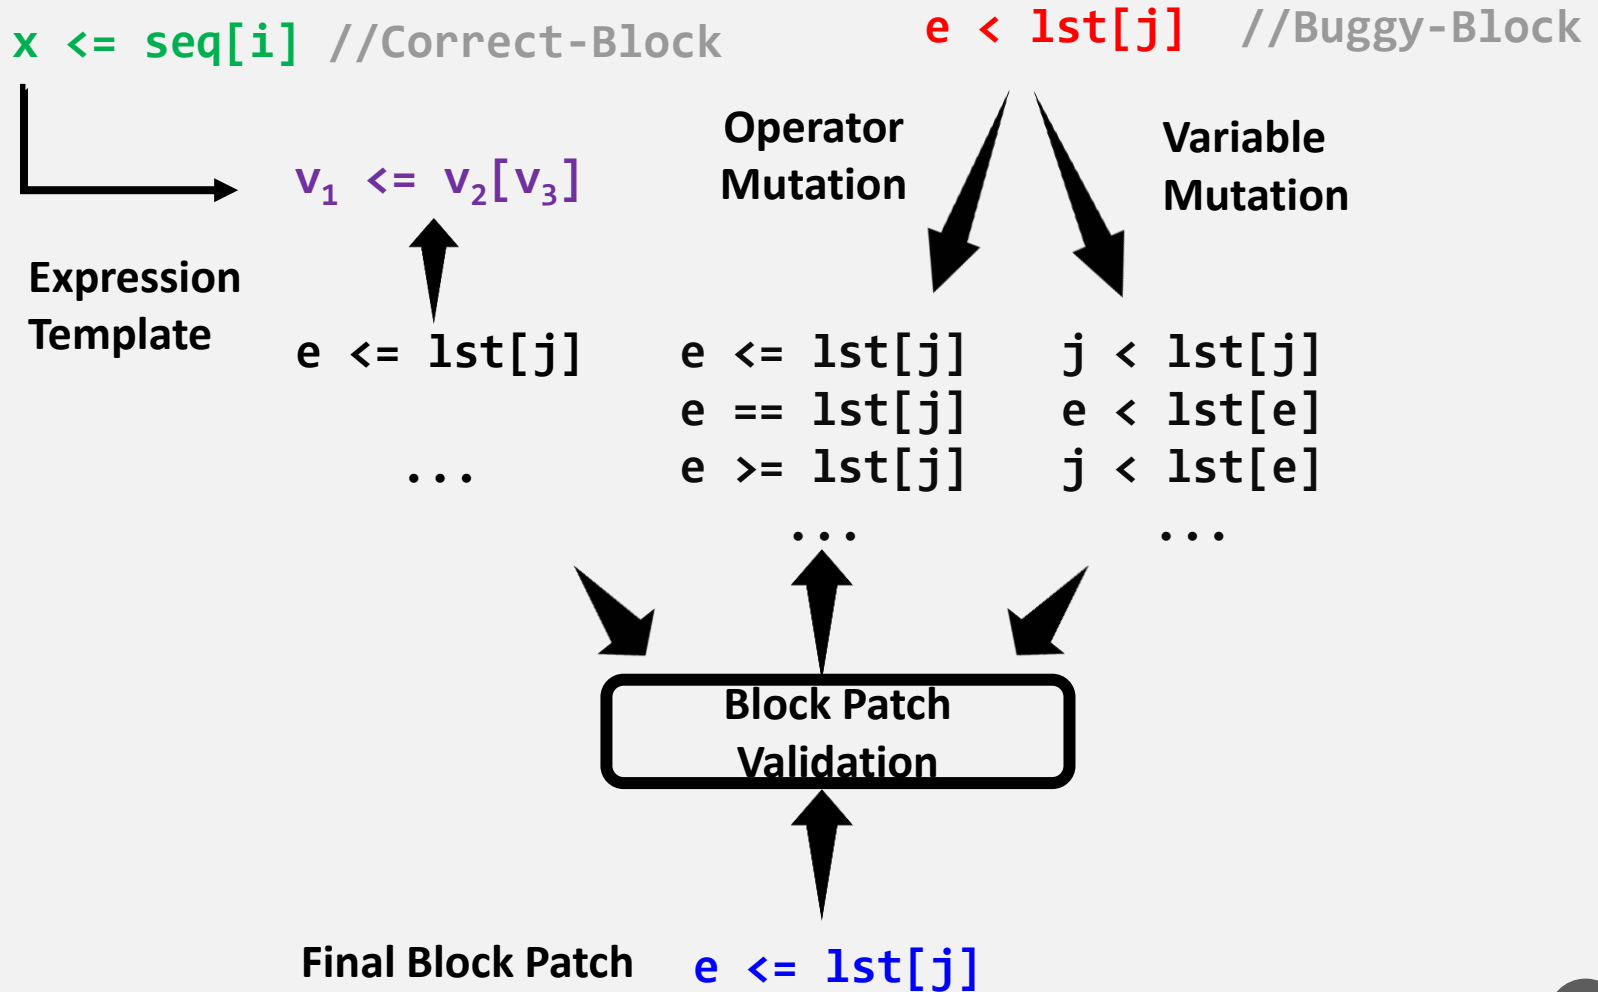 x <= seq[i] //Correct-Block
e < lst[j] //Buggy-Block
Operator
Mutation
Variable
Mutation
v₁ <= v₂[v₃]
Expression
Template
e <= lst[j]
...
e <= lst[j]
e == lst[j]
e >= lst[j]
...
j < lst[j]
e < lst[e]
j < lst[e]
...
Block Patch
Validation
Final Block Patch e <= lst[j]